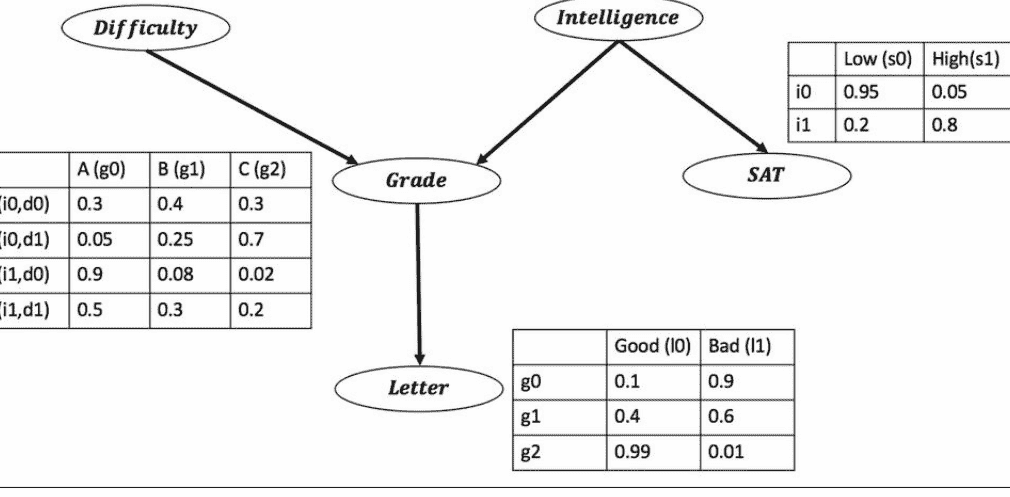 Difficulty
Intelligence
Low (s0) High(s1)
i0 0.95 0.05
i1 0.2 0.8
Grade
SAT
A (g0) B (g1) C (g2)
(i0,d0) 0.3 0.4 0.3
(i0,d1) 0.05 0.25 0.7
(i1,d0) 0.9 0.08 0.02
(i1,d1) 0.5 0.3 0.2
Letter
Good (l0) Bad (l1)
g0 0.1 0.9
g1 0.4 0.6
g2 0.99 0.01